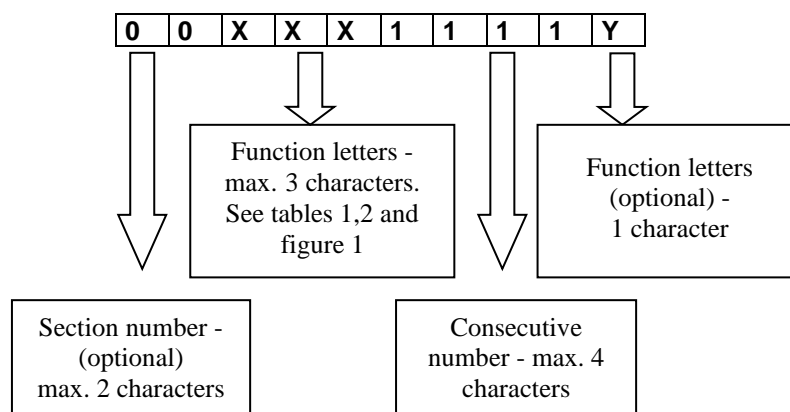 0 0 X X X 1 1 1 1 Y
Function letters -
max. 3 characters.
See tables 1,2 and
figure 1
Function letters
(optional) -
1 character
Section number -
(optional)
max. 2 characters
Consecutive
number - max. 4
characters